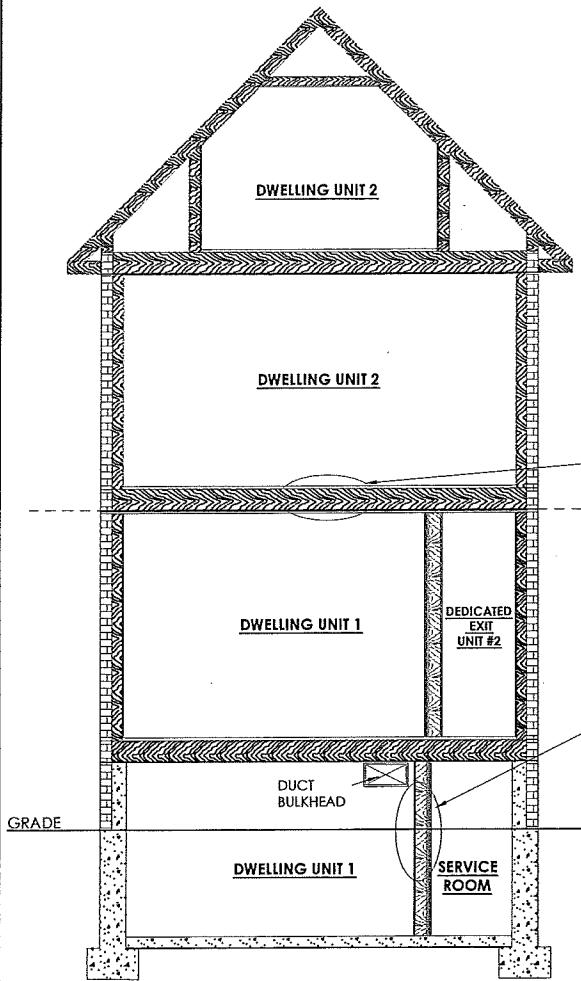 DWELLING UNIT 2
DWELLING UNIT 2
DWELLING UNIT 1
DEDICATED
EXIT
UNIT #2
DUCT
BULKHEAD
GRADE
DWELLING UNIT 1
SERVICE
ROOM